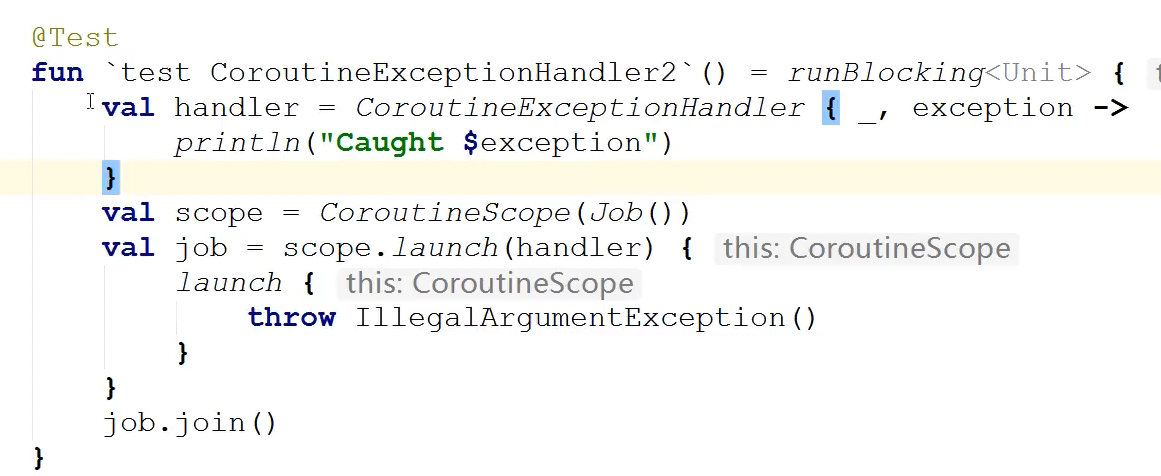 @Test
fun `test CoroutineExceptionHandler2`() = runBlocking<Unit> {
    val handler = CoroutineExceptionHandler { _, exception ->
        println("Caught $exception")
    }
    val scope = CoroutineScope(Job())
    val job = scope.launch(handler) { this: CoroutineScope
        launch { this: CoroutineScope
            throw IllegalArgumentException()
        }
    }
    job.join()
}